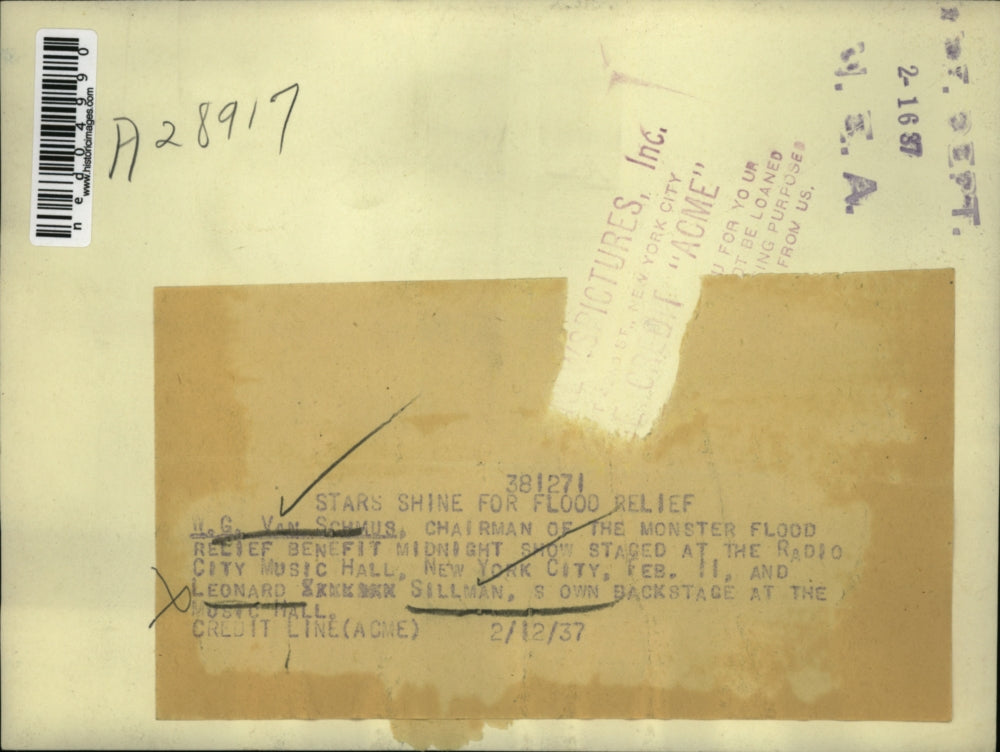 ned04990
www.historicimages.com
A28917
Inc.
NEW YORK CITY
"ACME"
FOR YOUR
BE LOANED
PURPOSES
FROM US.
N. E. A.
2-16 37
381271
STARS SHINE FOR FLOOD RELIEF
W.G. VAN SCHMUS, CHAIRMAN OF THE MONSTER FLOOD
RELIEF BENEFIT MIDNIGHT SHOW STAGED AT THE RADIO
CITY MUSIC HALL, NEW YORK CITY, FEB. 11, AND
LEONARD SILLMAN, S OWN BACKSTAGE AT THE
MUSIC HALL.
CREDIT LINE(ACME) 2/12/37